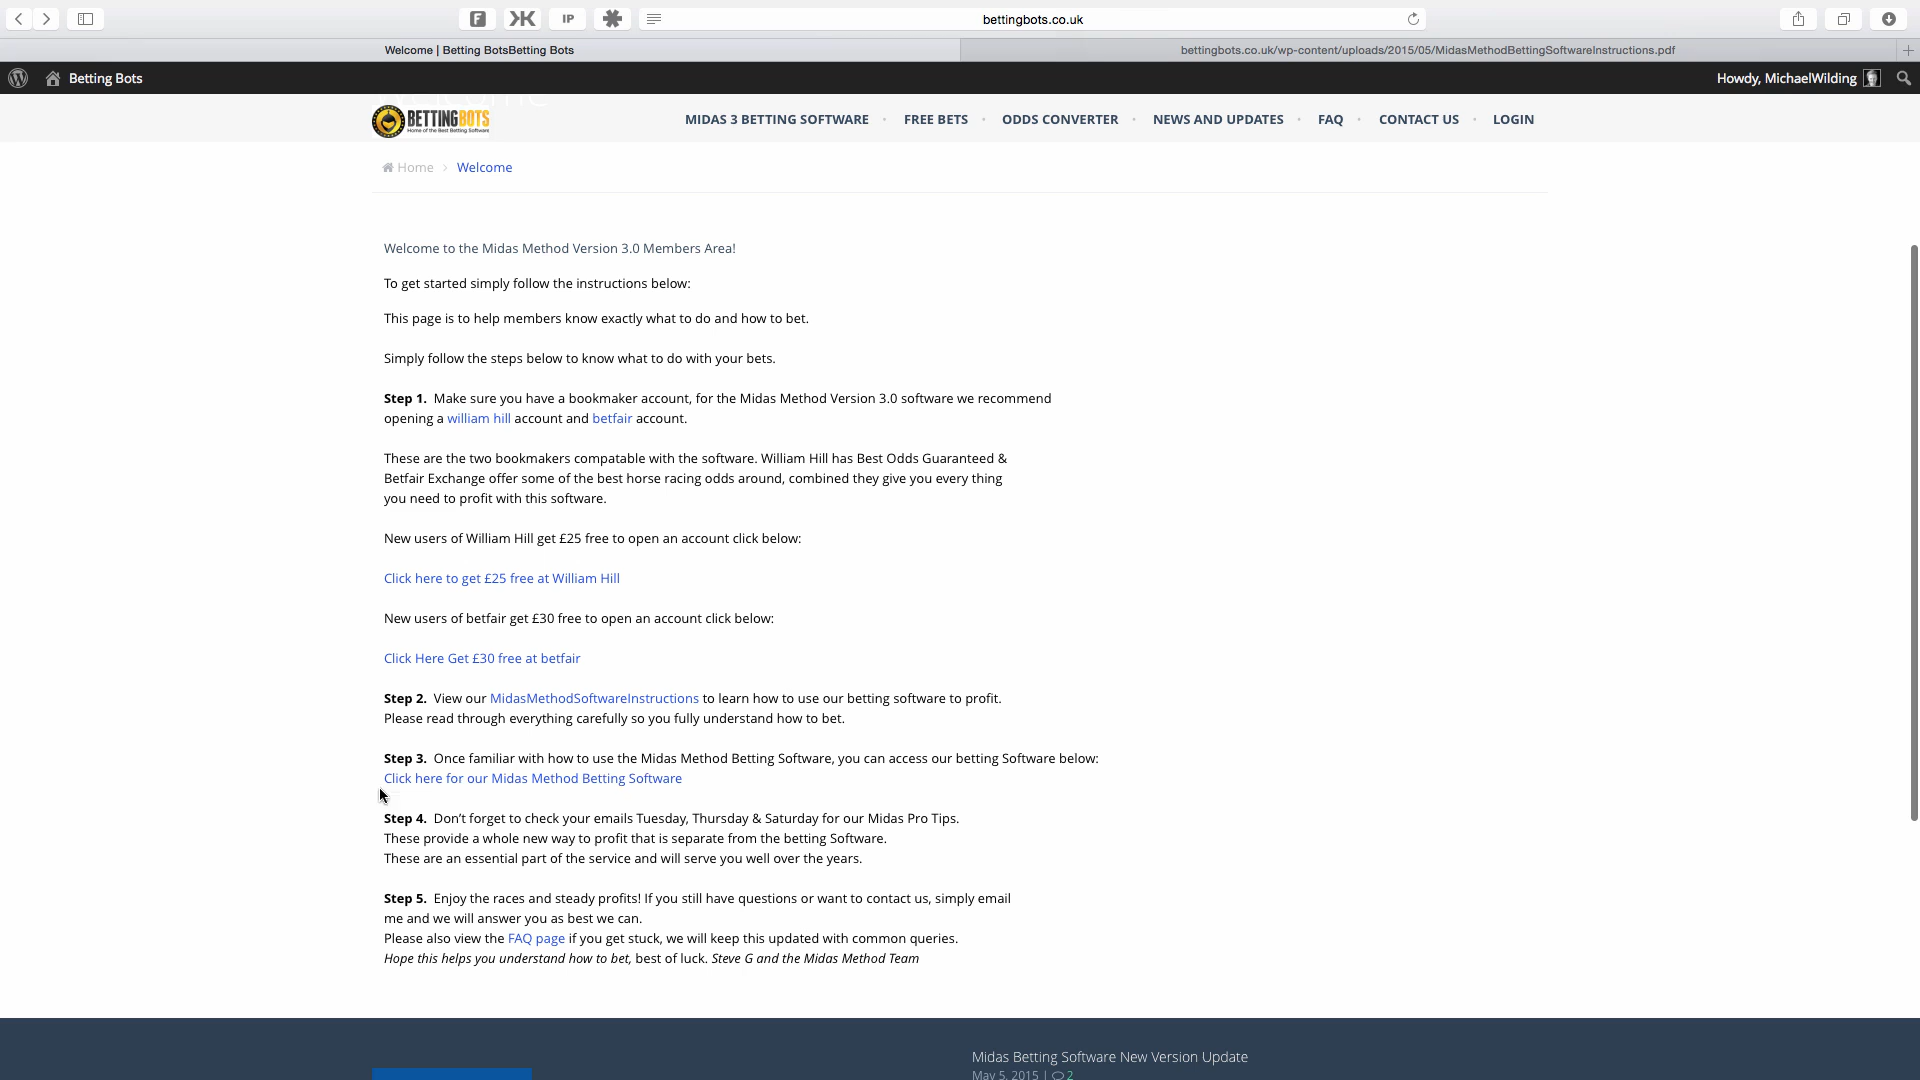 IP
bettingbots.co.uk
Welcome | Betting BotsBetting Bots
bettingbots.co.uk/wp-content/uploads/2015/05/MidasMethodBettingSoftwareInstructions.pdf
Betting Bots
Howdy, MichaelWilding
BETTINGBOTS
Home of the Best Betting Software
MIDAS 3 BETTING SOFTWARE
FREE BETS
ODDS CONVERTER
NEWS AND UPDATES
FAQ
CONTACT US
LOGIN
Home › Welcome
Welcome to the Midas Method Version 3.0 Members Area!
To get started simply follow the instructions below:
This page is to help members know exactly what to do and how to bet.
Simply follow the steps below to know what to do with your bets.
Step 1. Make sure you have a bookmaker account, for the Midas Method Version 3.0 software we recommend
opening a william hill account and betfair account.
These are the two bookmakers compatable with the software. William Hill has Best Odds Guaranteed &
Betfair Exchange offer some of the best horse racing odds around, combined they give you every thing
you need to profit with this software.
New users of William Hill get £25 free to open an account click below:
Click here to get £25 free at William Hill
New users of betfair get £30 free to open an account click below:
Click Here Get £30 free at betfair
Step 2. View our MidasMethodSoftwareInstructions to learn how to use our betting software to profit.
Please read through everything carefully so you fully understand how to bet.
Step 3. Once familiar with how to use the Midas Method Betting Software, you can access our betting Software below:
Click here for our Midas Method Betting Software
Step 4. Don't forget to check your emails Tuesday, Thursday & Saturday for our Midas Pro Tips.
These provide a whole new way to profit that is separate from the betting Software.
These are an essential part of the service and will serve you well over the years.
Step 5. Enjoy the races and steady profits! If you still have questions or want to contact us, simply email
me and we will answer you as best we can.
Please also view the FAQ page if you get stuck, we will keep this updated with common queries.
Hope this helps you understand how to bet, best of luck. Steve G and the Midas Method Team
Midas Betting Software New Version Update
May 5, 2015 | 2